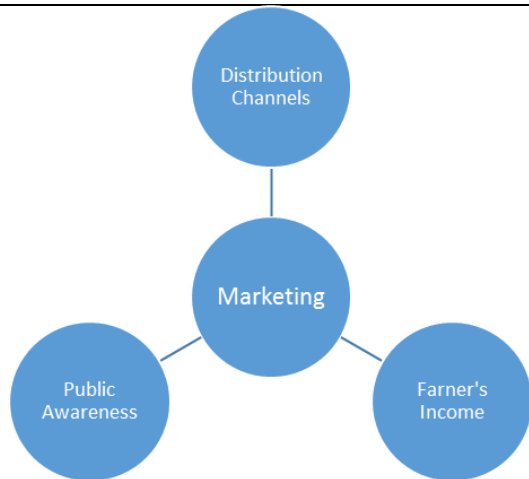 Distribution
Channels
Marketing
Public
Awareness
Farner's
Income